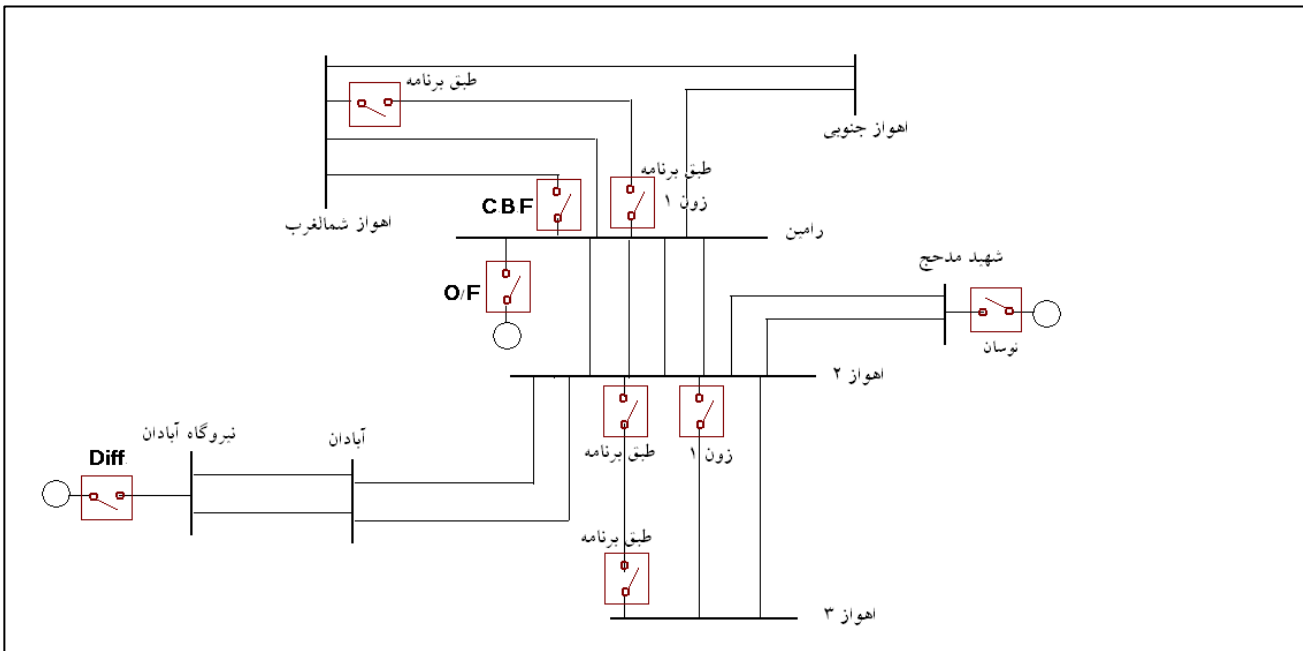 طبق برنامه
اهواز جنوبی
طبق برنامه
زون ۱
CBF
اهواز شمالغرب
رامین
شهید مدحج
O/F
نوسان
اهواز ۲
نیروگاه آبادان
آبادان
Diff
طبق برنامه
زون ۱
طبق برنامه
اهواز ۳